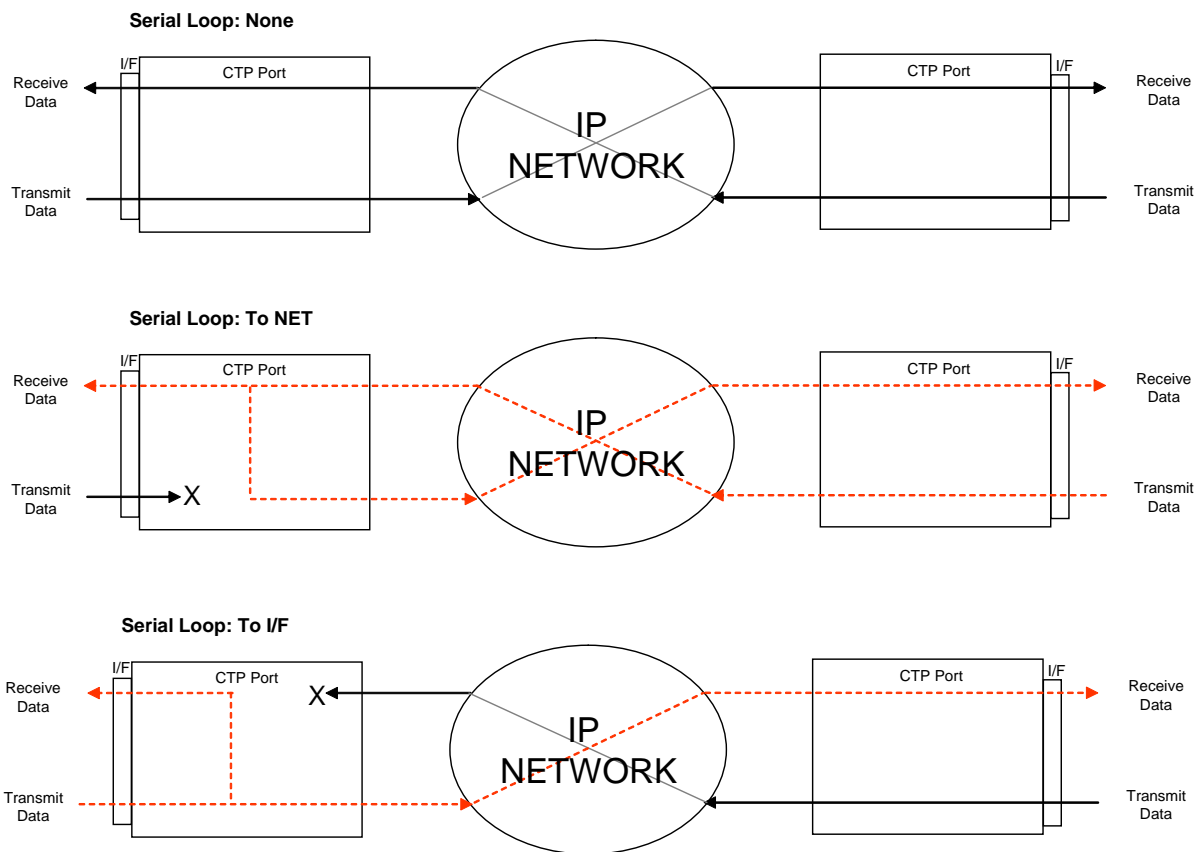 Serial Loop: None
I/F
CTP Port
CTP Port
I/F
Receive
Data
Receive
Data
IP
NETWORK
Transmit
Data
Transmit
Data
Serial Loop: To NET
I/F
CTP Port
CTP Port
I/F
Receive
Data
Receive
Data
IP
NETWORK
Transmit
Data
X
Transmit
Data
Serial Loop: To I/F
I/F
CTP Port
CTP Port
I/F
Receive
Data
X
Receive
Data
IP
NETWORK
Transmit
Data
Transmit
Data